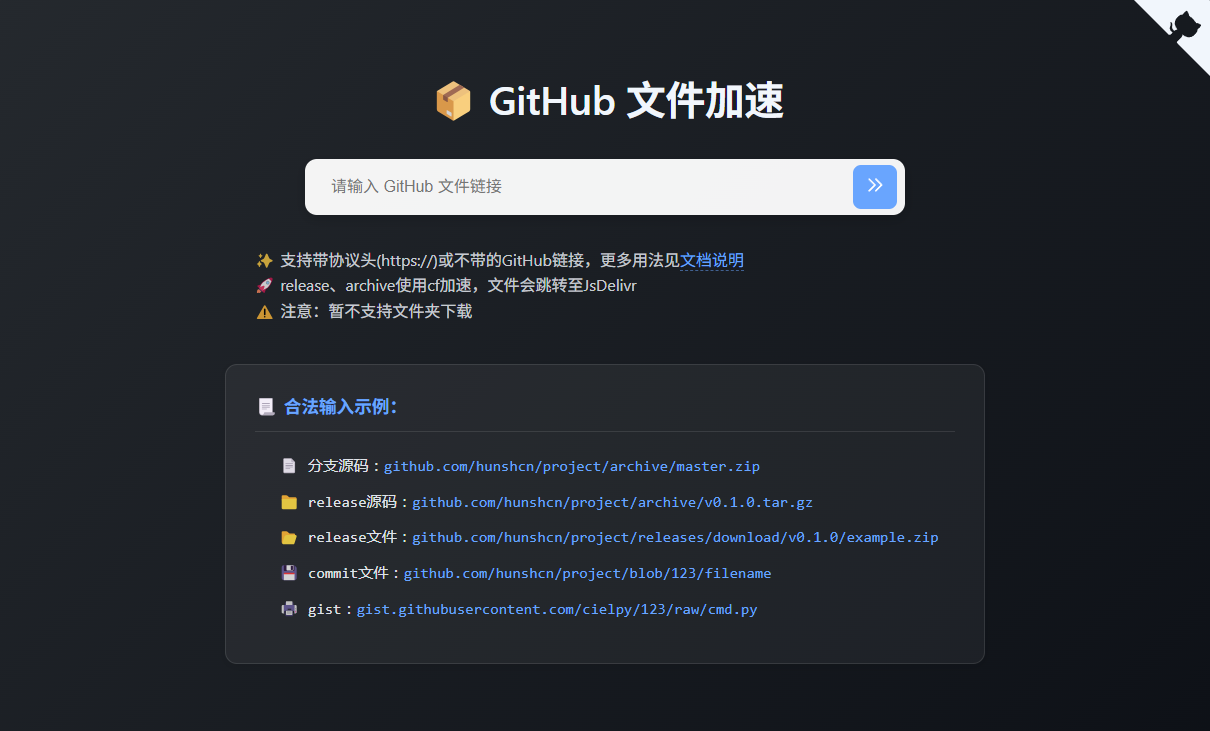 📦 GitHub 文件加速
请输入 GitHub 文件链接
✨ 支持带协议头(https://)或不带的GitHub链接，更多用法见文档说明
🚀 release、archive使用cf加速，文件会跳转至JsDelivr
⚠️ 注意：暂不支持文件夹下载
📜 合法输入示例：
📄 分支源码：github.com/hunshcn/project/archive/master.zip
📁 release源码：github.com/hunshcn/project/archive/v0.1.0.tar.gz
📂 release文件：github.com/hunshcn/project/releases/download/v0.1.0/example.zip
💾 commit文件：github.com/hunshcn/project/blob/123/filename
🖨️ gist：gist.githubusercontent.com/cielpy/123/raw/cmd.py